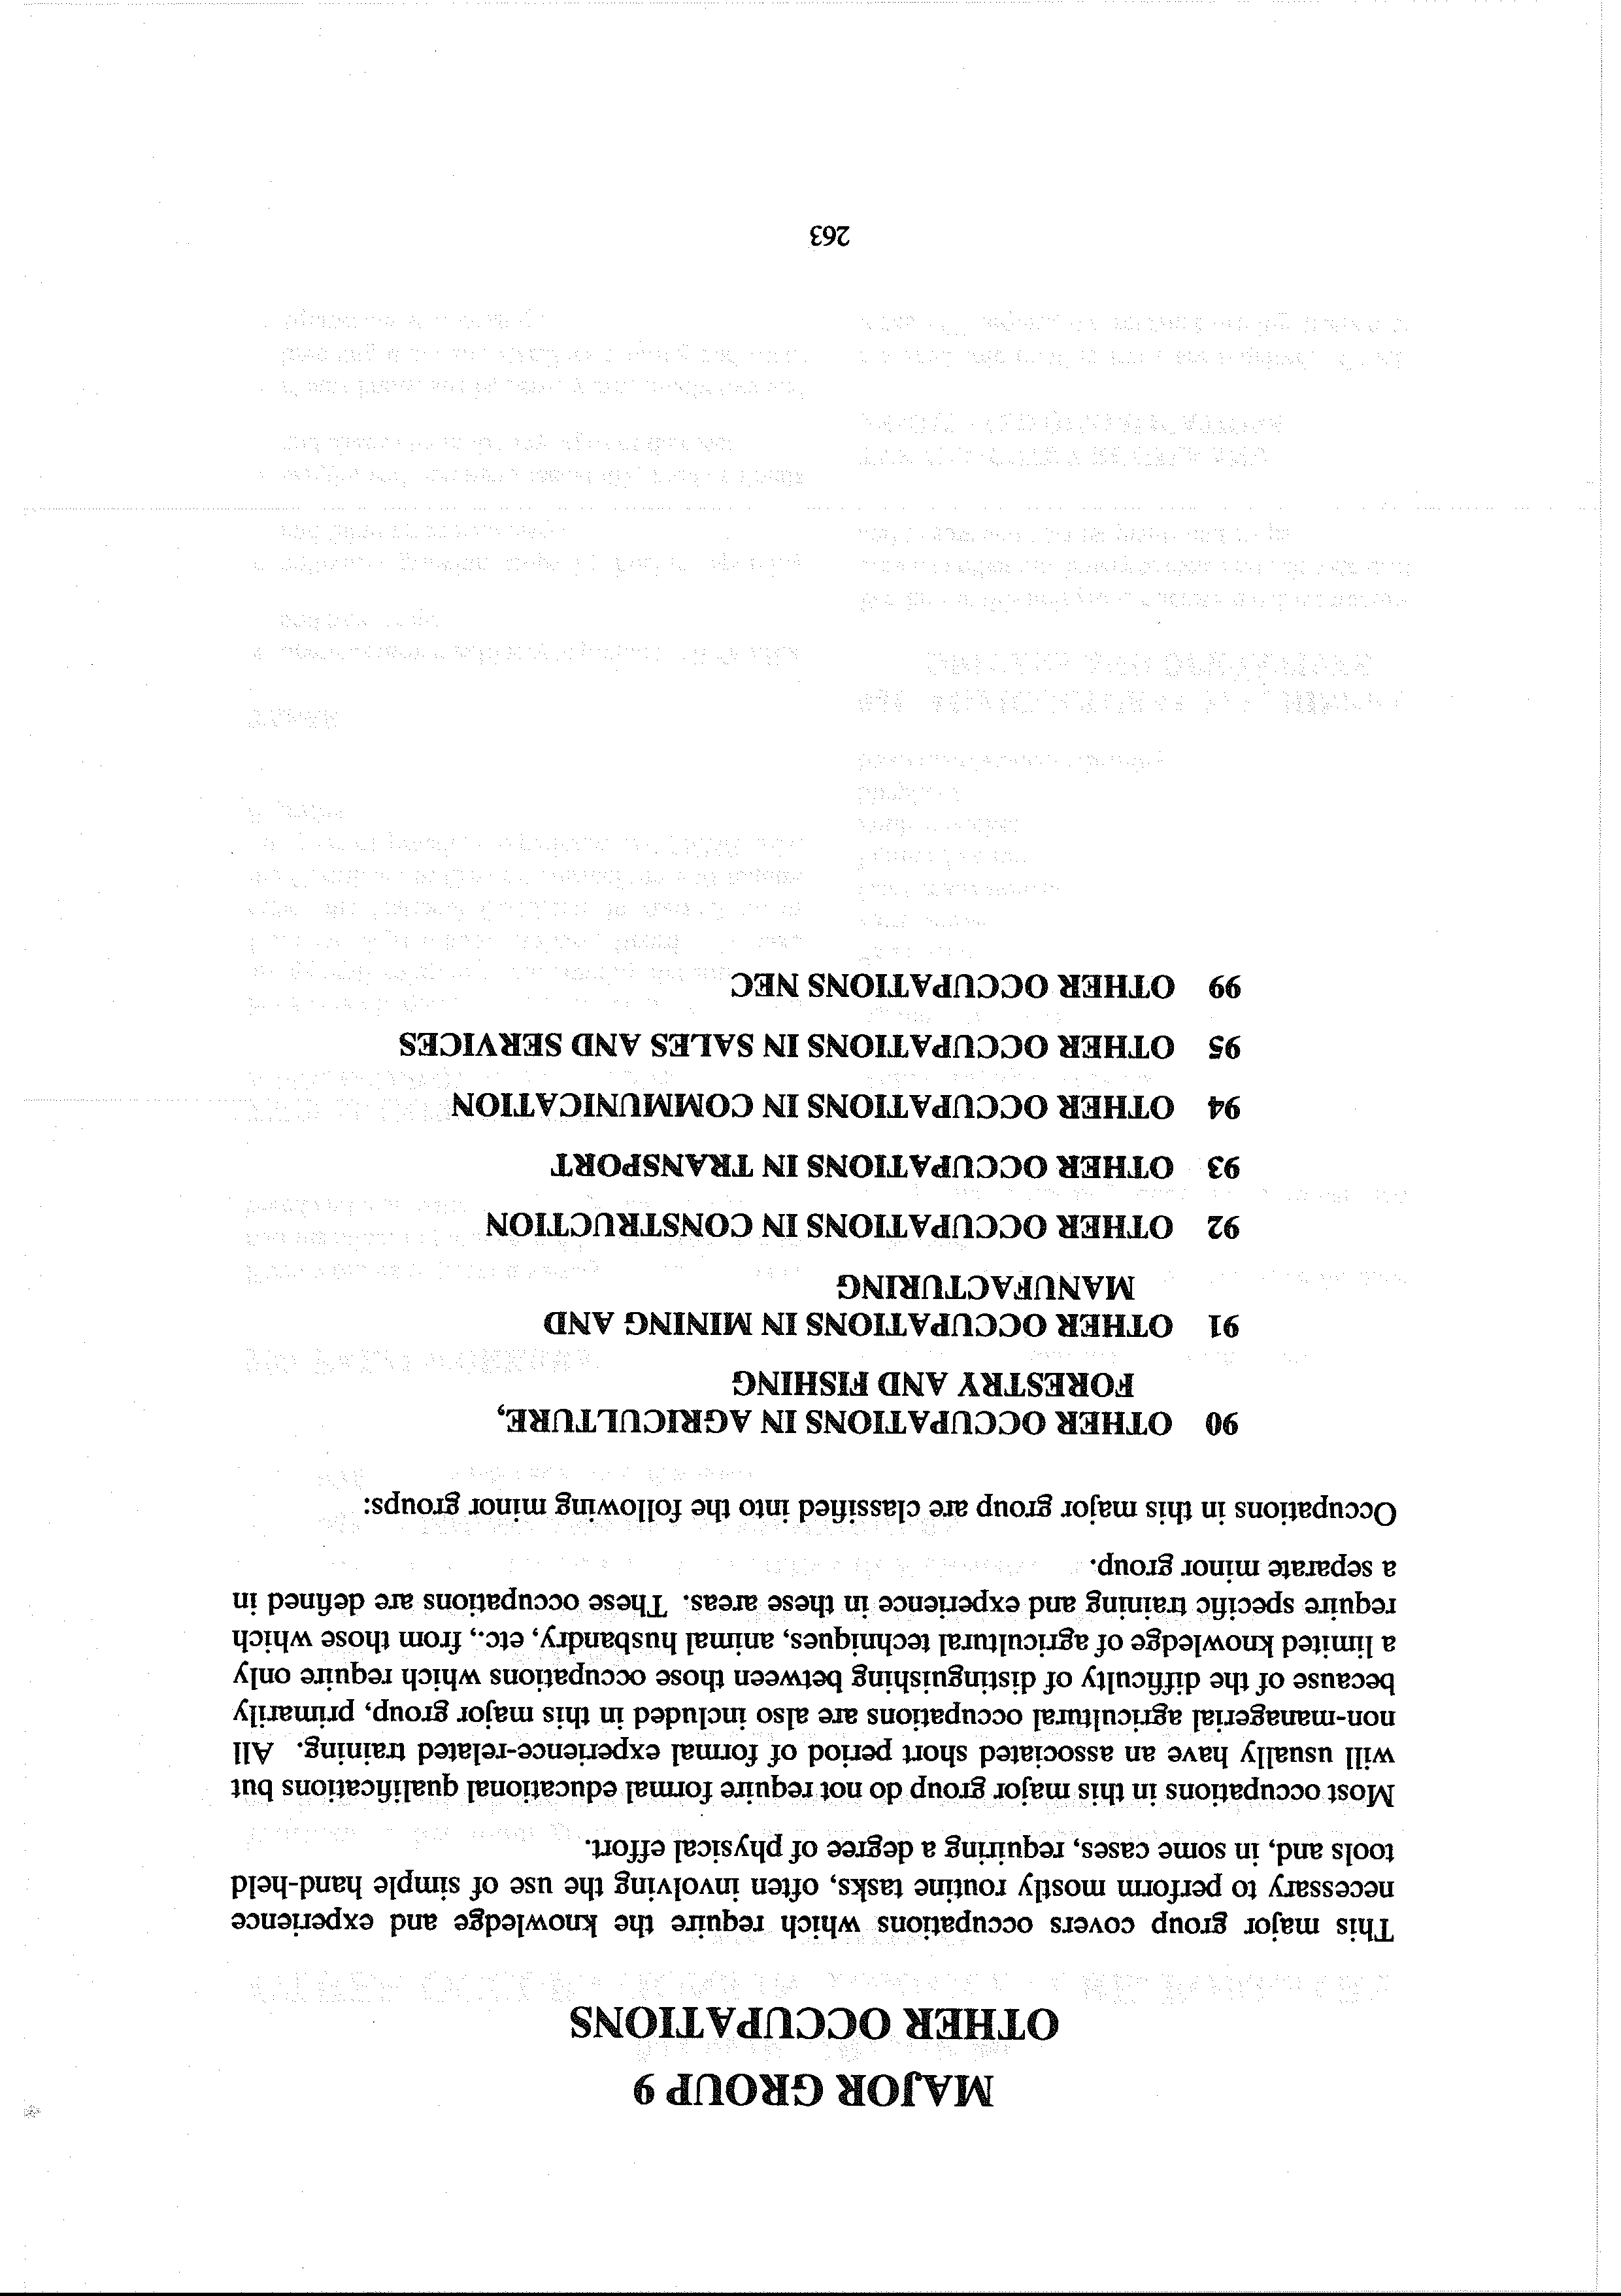 MAJOR GROUP 9
OTHER OCCUPATIONS
This major group covers occupations which require the knowledge and experience
necessary to perform mostly routine tasks, often involving the use of simple hand-held
tools and, in some cases, requiring a degree of physical effort.
Most occupations in this major group do not require formal educational qualifications but
will usually have an associated short period of formal experience-related training. All
non-managerial agricultural occupations are also included in this major group, primarily
because of the difficulty of distinguishing between those occupations which require only
a limited knowledge of agricultural techniques, animal husbandry, etc., from those which
require specific training and experience in these areas. These occupations are defined in
a separate minor group.
Occupations in this major group are classified into the following minor groups:
90 OTHER OCCUPATIONS IN AGRICULTURE,
FORESTRY AND FISHING
91 OTHER OCCUPATIONS IN MINING AND
MANUFACTURING
92 OTHER OCCUPATIONS IN CONSTRUCTION
93 OTHER OCCUPATIONS IN TRANSPORT
94 OTHER OCCUPATIONS IN COMMUNICATION
95 OTHER OCCUPATIONS IN SALES AND SERVICES
99 OTHER OCCUPATIONS NEC
263